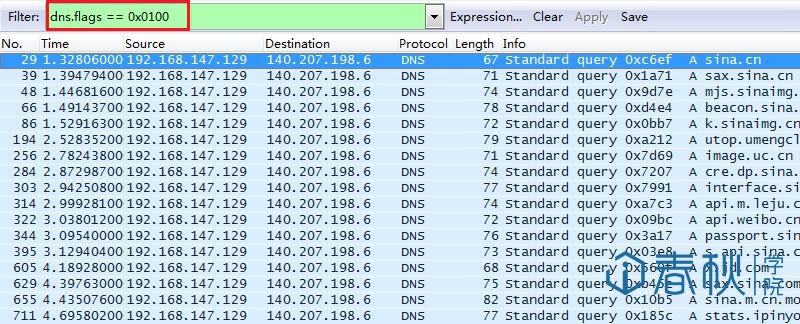 Filter: dns.flags == 0x0100 Expression... Clear Apply Save
No. Time Source Destination Protocol Length Info
29 1.32806000 192.168.147.129 140.207.198.6 DNS 67 Standard query 0xc6ef A sina.cn
39 1.39479400 192.168.147.129 140.207.198.6 DNS 71 Standard query 0x1a71 A sax.sina.cn
48 1.44681600 192.168.147.129 140.207.198.6 DNS 74 Standard query 0x9d7e A mjs.sinaimg.cn
66 1.49143700 192.168.147.129 140.207.198.6 DNS 78 Standard query 0xd4e4 A beacon.sina.cn
86 1.52916300 192.168.147.129 140.207.198.6 DNS 72 Standard query 0x0bb7 A k.sinaimg.cn
194 2.52835200 192.168.147.129 140.207.198.6 DNS 79 Standard query 0xa212 A utop.umengcl
256 2.78243800 192.168.147.129 140.207.198.6 DNS 71 Standard query 0x7d69 A image.uc.cn
284 2.87298700 192.168.147.129 140.207.198.6 DNS 74 Standard query 0x7207 A cre.dp.sina
303 2.94250800 192.168.147.129 140.207.198.6 DNS 77 Standard query 0x7991 A interface.si
314 2.99928100 192.168.147.129 140.207.198.6 DNS 74 Standard query 0xa7c3 A api.m.leju.c
322 3.03801200 192.168.147.129 140.207.198.6 DNS 72 Standard query 0x09bc A api.weibo.cn
344 3.09540000 192.168.147.129 140.207.198.6 DNS 76 Standard query 0x3a17 A passport.sin
395 3.12904000 192.168.147.129 140.207.198.6 DNS 73 Standard query 0x03e8 A s.api.sina.c
605 4.18928000 192.168.147.129 140.207.198.6 DNS 68 Standard query
629 4.39763000 192.168.147.129 140.207.198.6 DNS 75 Standard query
655 4.43507600 192.168.147.129 140.207.198.6 DNS 82 Standard query 0x10b5 A sina.m.cn.mo
711 4.69580000 192.168.147.129 140.207.198.6 DNS 77 Standard query 0x185c A stats.ipinyo
春秋学院